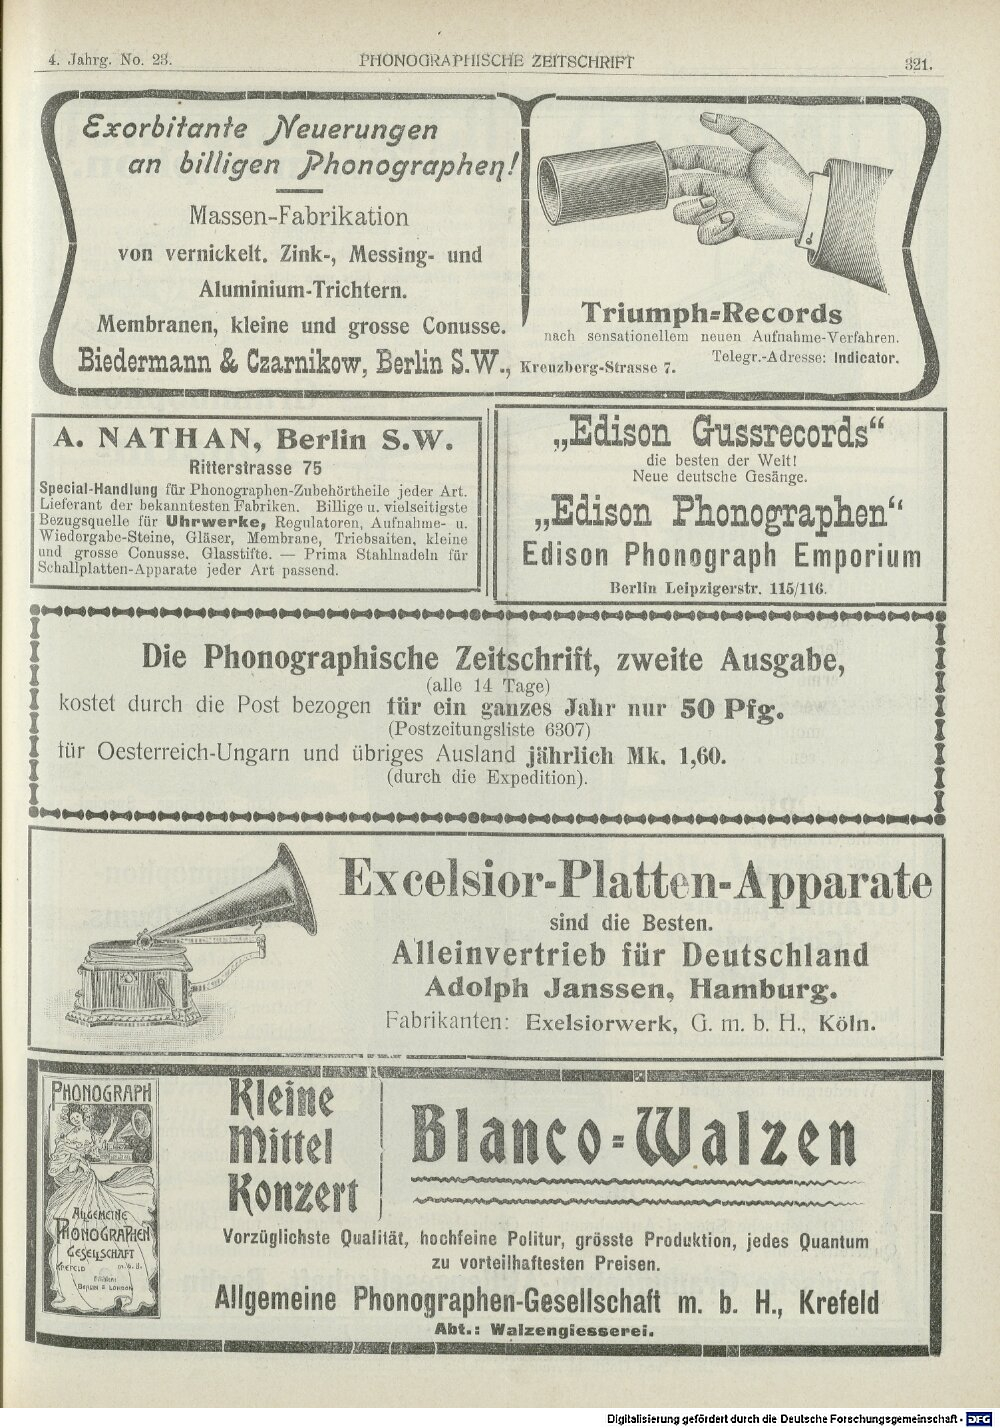 4. Jahrg. No. 23.
PHONOGRAPHISCHE ZEITSCHRIFT
321.
Exorbitante Neuerungen
an billigen Phonographen!
Massen-Fabrikation
von vernickelt. Zink-, Messing- und
Aluminium-Trichtern.
Membranen, kleine und grosse Conusse.
Triumph=Records
nach sensationellem neuen Aufnahme-Verfahren.
Telegr.-Adresse: Indicator.
Biedermann & Czarnikow, Berlin S.W., Kreuzberg-Strasse 7.
A. NATHAN, Berlin S.W.
Ritterstrasse 75
Special-Handlung für Phonographen-Zubehörtheile jeder Art.
Lieferant der bekanntesten Fabriken. Billige u. vielseitigste
Bezugsquelle für Uhrwerke, Regulatoren, Aufnahme- u.
Wiedergabe-Steine, Gläser, Membrane, Triebsaiten, kleine
und grosse Conusse, Glasstifte. — Prima Stahlnadeln für
Schallplatten-Apparate jeder Art passend.
„Edison Gussrecords“
die besten der Welt!
Neue deutsche Gesänge.
„Edison Phonographen“
Edison Phonograph Emporium
Berlin Leipzigerstr. 115/116.
Die Phonographische Zeitschrift, zweite Ausgabe,
(alle 14 Tage)
kostet durch die Post bezogen für ein ganzes Jahr nur 50 Pfg.
(Postzeitungsliste 6307)
für Oesterreich-Ungarn und übriges Ausland jährlich Mk. 1,60.
(durch die Expedition).
Excelsior-Platten-Apparate
sind die Besten.
Alleinvertrieb für Deutschland
Adolph Janssen, Hamburg.
Fabrikanten: Exelsiorwerk, G. m. b. H., Köln.
PHONOGRAPH
ALLGEMEINE
PHONOGRAPHEN
GESELLSCHAFT
KREFELD m.b.H.
Filialen:
BERLIN & LONDON
Kleine
Mittel
Konzert
Blanco=Walzen
Vorzüglichste Qualität, hochfeine Politur, grösste Produktion, jedes Quantum
zu vorteilhaftesten Preisen.
Allgemeine Phonographen-Gesellschaft m. b. H., Krefeld
Abt.: Walzengiesserei.
Digitalisierung gefördert durch die Deutsche Forschungsgemeinschaft - DFG